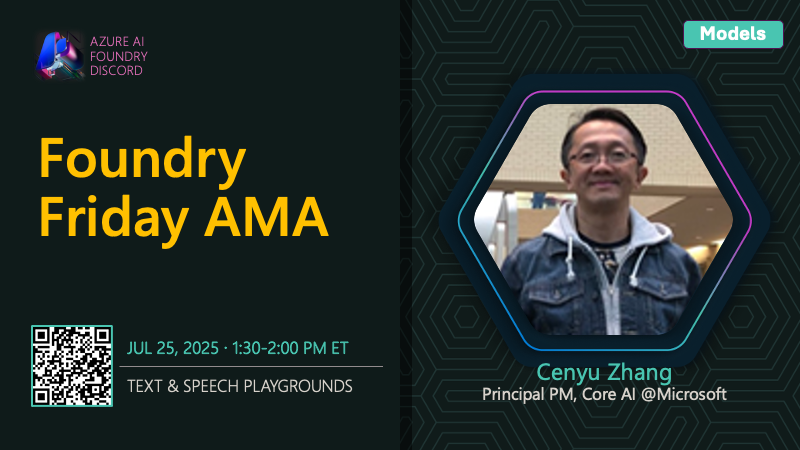 AZURE AI
FOUNDRY
DISCORD
Models
Foundry
Friday AMA
JUL 25, 2025 · 1:30-2:00 PM ET
TEXT & SPEECH PLAYGROUNDS
Cenyu Zhang
Principal PM, Core AI @Microsoft